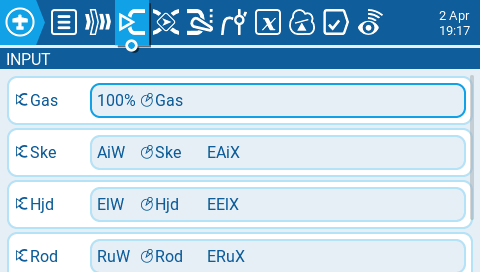 2 Apr
19:17
INPUT
Gas 100% Gas
Ske AiW Ske EAiX
Hjd ElW Hjd EElX
Rod RuW Rod ERuX